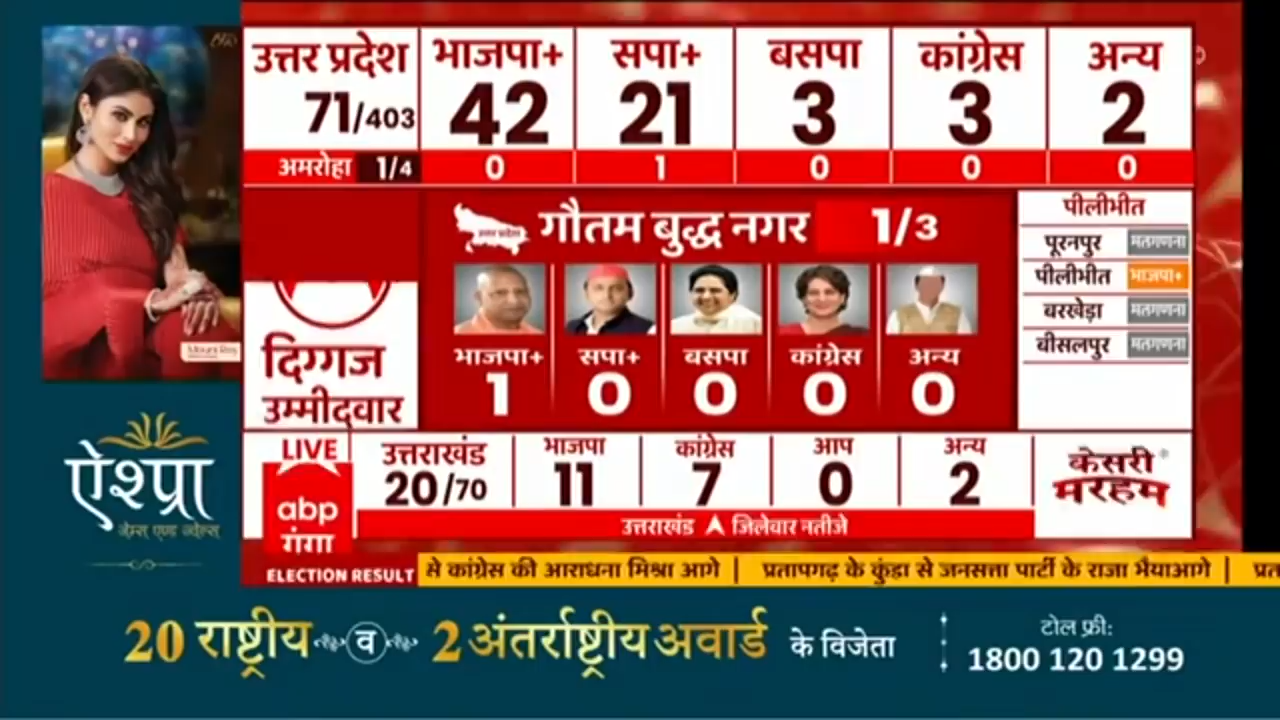 उत्तर प्रदेश
71/403
भाजपा+
42
सपा+
21
बसपा
3
कांग्रेस
3
अन्य
2
अमरोहा 1/4 0 1 0 0 0
गौतम बुद्ध नगर 1/3
भाजपा+
1
सपा+
0
बसपा
0
कांग्रेस
0
अन्य
0
पीलीभीत
पूरनपुर मतगणना
पीलीभीत भाजपा+
बरखेड़ा मतगणना
बीसलपुर मतगणना
दिग्गज
उम्मीदवार
LIVE
abp
गंगा
उत्तराखंड
20/70
भाजपा
11
कांग्रेस
7
आप
0
अन्य
2
केसरी
मरहम
उत्तराखंड जिलेवार नतीजे
ELECTION RESULT
से कांग्रेस की आराधना मिश्रा आगे | प्रतापगढ़ के कुंडा से जनसत्ता पार्टी के राजा भैयाआगे | प्रत
ऐश्प्रा
जेम्स एण्ड ज्वेल्स
20 राष्ट्रीय व 2 अंतर्राष्ट्रीय अवार्ड के विजेता
टोल फ्री:
1800 120 1299